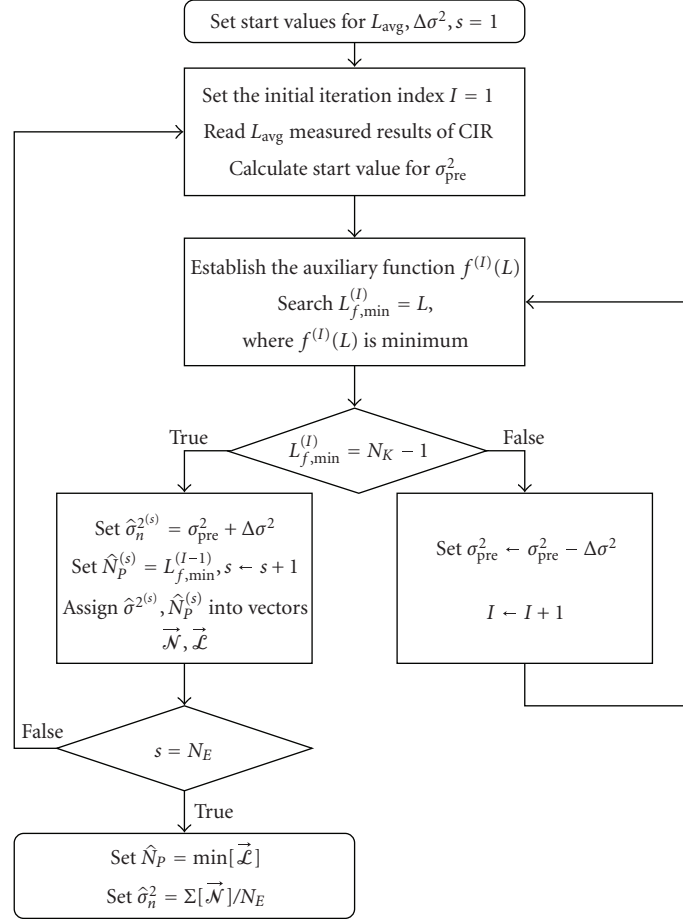 Set start values for L_avg, Δσ², s = 1
Set the initial iteration index I = 1
Read L_avg measured results of CIR
Calculate start value for σ²_pre
Establish the auxiliary function f^(I)(L)
Search L^(I)_f,min = L,
where f^(I)(L) is minimum
True
L^(I)_f,min = N_K − 1
False
Set σ̂_n^2^(s) = σ²_pre + Δσ²
Set N̂_P^(s) = L^(I−1)_f,min, s ← s + 1
Assign σ̂^2^(s), N̂_P^(s) into vectors
𝒩⃗, ℒ⃗
Set σ²_pre ← σ²_pre − Δσ²
I ← I + 1
False
s = N_E
True
Set N̂_P = min[ℒ⃗]
Set σ̂²_n = Σ[𝒩⃗]/N_E